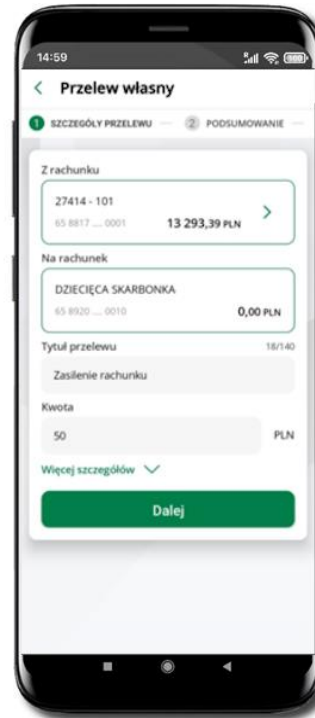 14:59
100
Przelew własny
1 SZCZEGÓŁY PRZELEWU 2 PODSUMOWANIE
Z rachunku
27414 - 101
65 8817 .... 0001 13 293,39 PLN
Na rachunek
DZIECIĘCA SKARBONKA
65 8920 .... 0010 0,00 PLN
Tytuł przelewu 18/140
Zasilenie rachunku
Kwota
50 PLN
Więcej szczegółów
Dalej